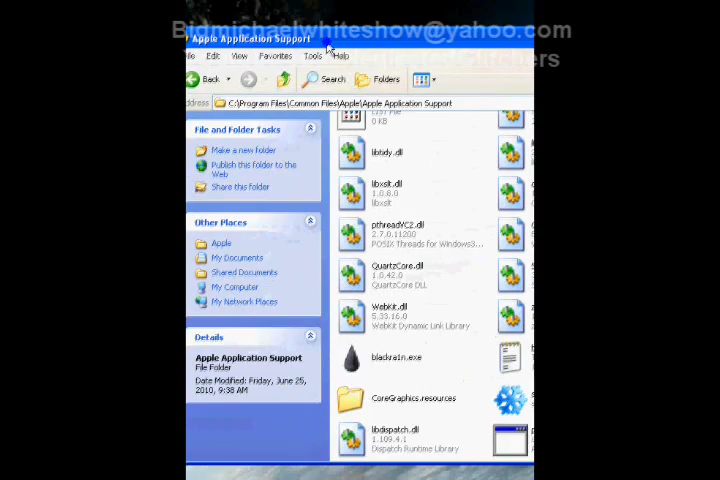 Bidmichaelwhiteshow@yahoo.com
Apple Application Support
File Edit View Favorites Tools Help
Back Search Folders
Address C:\Program Files\Common Files\Apple\Apple Application Support
File and Folder Tasks
Make a new folder
Publish this folder to the
Web
Share this folder
Other Places
Apple
My Documents
Shared Documents
My Computer
My Network Places
Details
Apple Application Support
File Folder
Date Modified: Friday, June 25,
2010, 9:38 AM
LIST File
0 KB
libtidy.dll
libxslt.dll
1.0.0.0
libxslt
pthreadVC2.dll
2.7.0.11200
POSIX Threads for Windows3...
QuartzCore.dll
1.0.42.0
QuartzCore DLL
WebKit.dll
5.33.16.0
WebKit Dynamic Link Library
blackra1n.exe
CoreGraphics.resources
libdispatch.dll
1.109.4.1
Dispatch Runtime Library